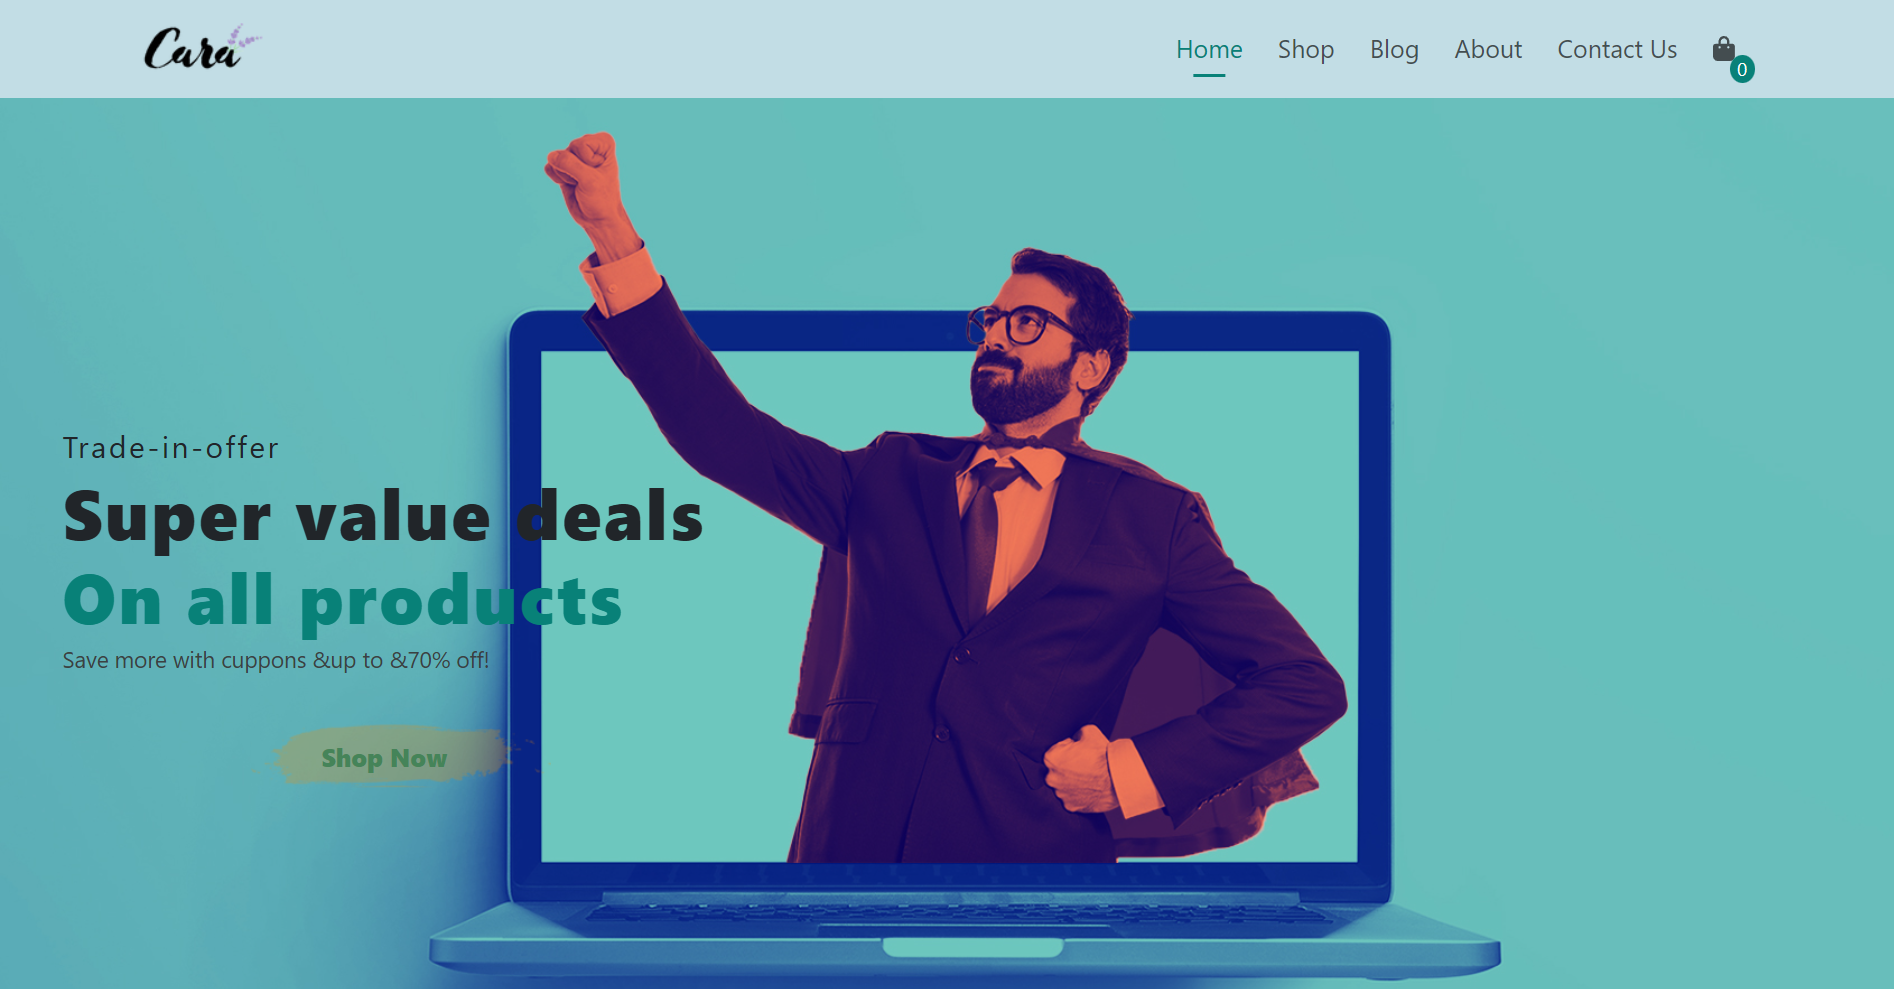 Cara
Home Shop Blog About Contact Us
0
Trade-in-offer
Super value deals
On all products
Save more with cuppons &up to &70% off!
Shop Now